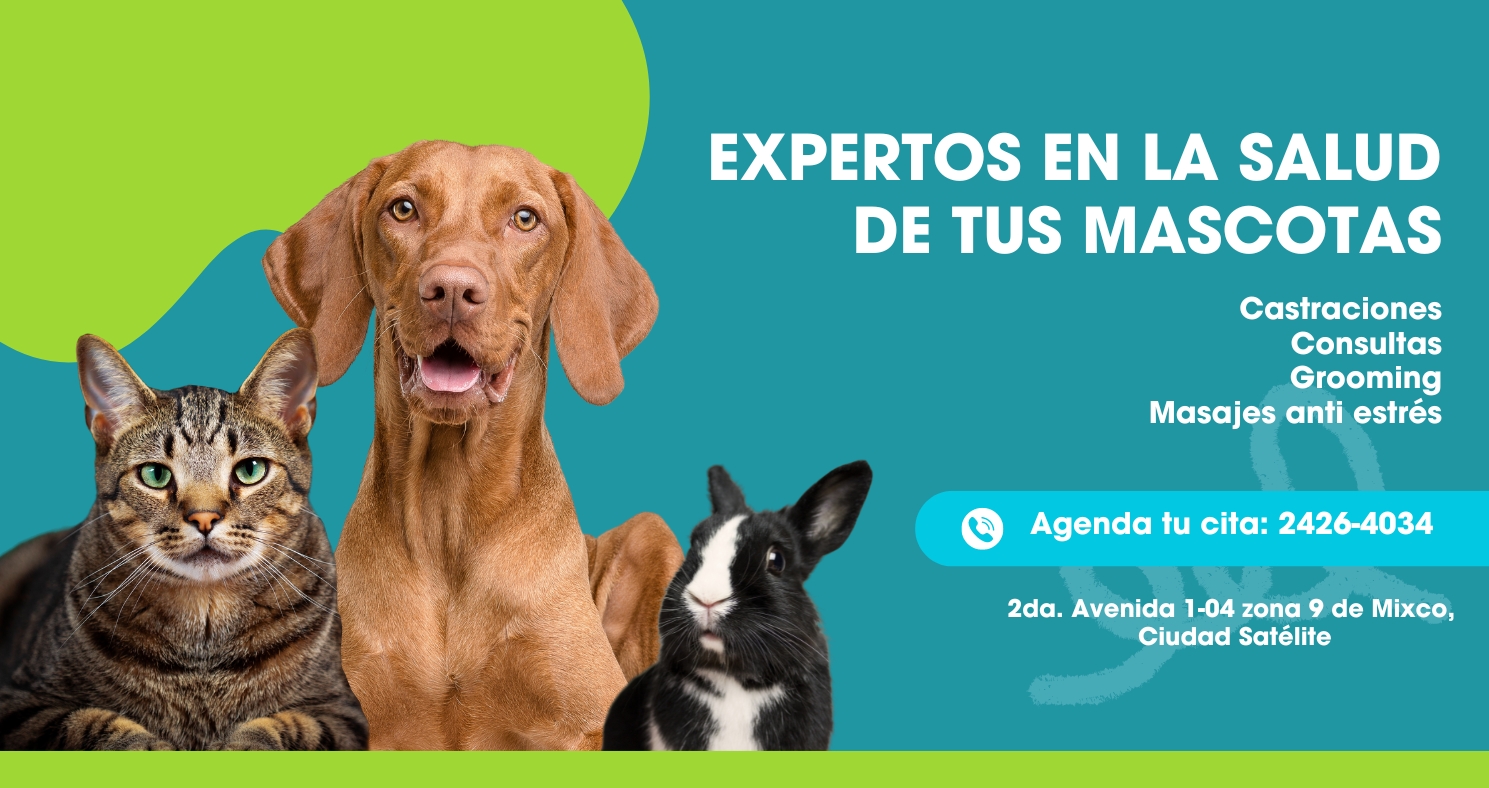 EXPERTOS EN LA SALUD
DE TUS MASCOTAS
Castraciones
Consultas
Grooming
Masajes anti estrés
Agenda tu cita: 2426-4034
2da. Avenida 1-04 zona 9 de Mixco,
Ciudad Satélite